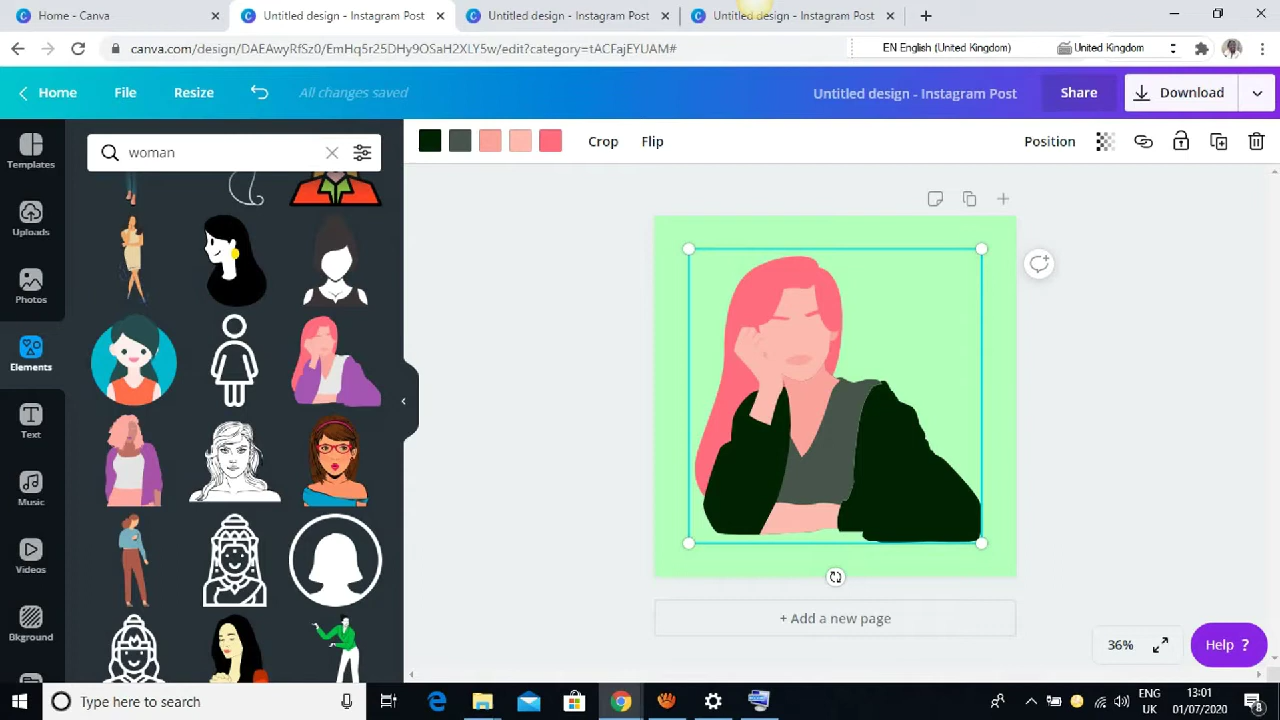 Home - Canva
Untitled design - Instagram Post
Untitled design - Instagram Post
Untitled design - Instagram Post
canva.com/design/DAEAwyRfSz0/EmHq5r25DHy9OSaH2XLY5w/edit?category=tACFajEYUAM#
EN English (United Kingdom)
United Kingdom
Home
File
Resize
All changes saved
Untitled design - Instagram Post
Share
Download
Templates
Uploads
Photos
Elements
Text
Music
Videos
Bkground
woman
Crop
Flip
Position
+ Add a new page
36%
Help ?
Type here to search
ENG
UK
13:01
01/07/2020
8